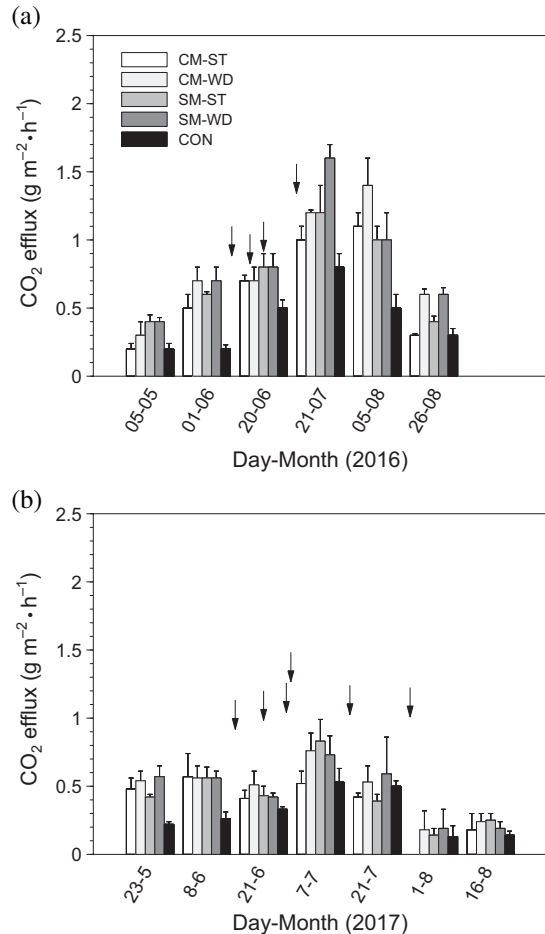 (a)
2.5
2
1.5
1
0.5
0
CO2 efflux (g m−2•h−1)
CM-ST
CM-WD
SM-ST
SM-WD
CON
05-05
01-06
20-06
21-07
05-08
26-08
Day-Month (2016)
(b)
2.5
2
1.5
1
0.5
0
CO2 efflux (g m−2•h−1)
23-5
8-6
21-6
7-7
21-7
1-8
16-8
Day-Month (2017)